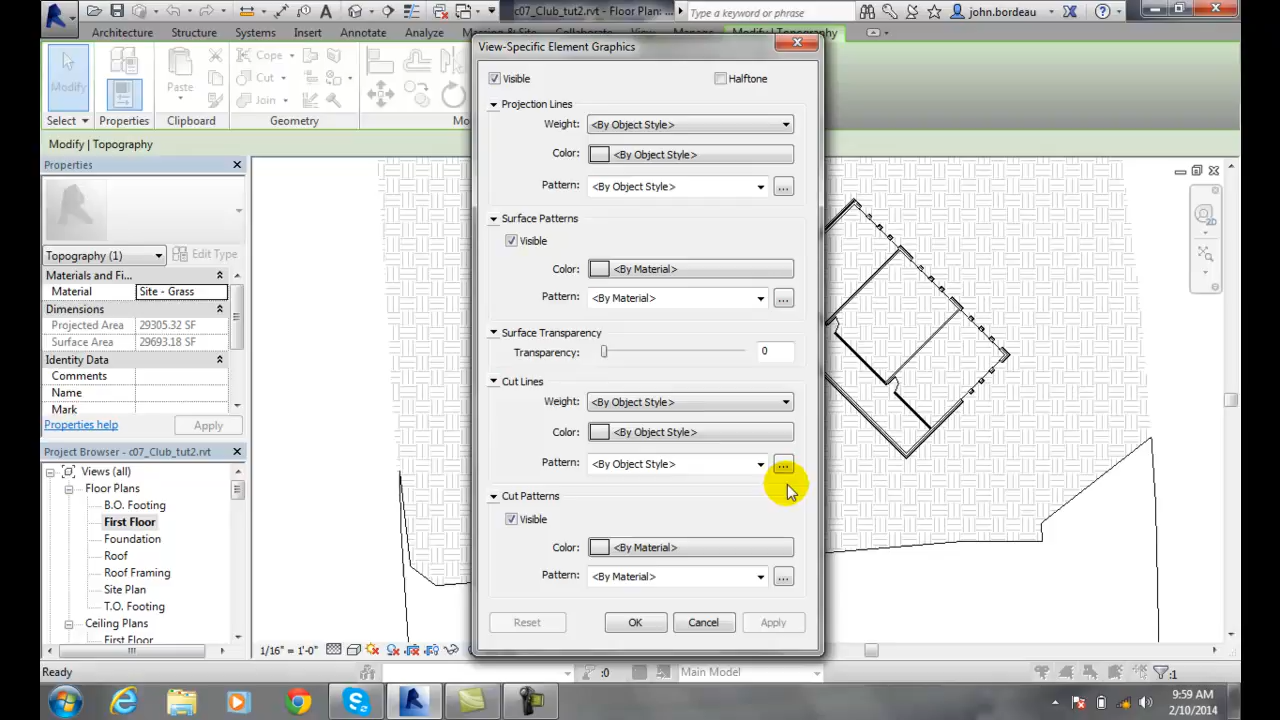 c07_Club_tut2.rvt - Floor Plan: ...
Type a keyword or phrase
john.bordeau
Architecture Structure Systems Insert Annotate Analyze Modify | Topography
View-Specific Element Graphics
Modify
Select
Properties
Paste
Clipboard
Cope
Cut
Join
Geometry
Modify | Topography
Properties
Topography (1)
Edit Type
Materials and Fi...
Material Site - Grass
Dimensions
Projected Area 29305.32 SF
Surface Area 29693.18 SF
Identity Data
Comments
Name
Mark
Properties help
Apply
Project Browser - c07_Club_tut2.rvt
Views (all)
Floor Plans
B.O. Footing
First Floor
Foundation
Roof
Roof Framing
Site Plan
T.O. Footing
Ceiling Plans
First Floor
Visible
Halftone
Projection Lines
Weight: <By Object Style>
Color: <By Object Style>
Pattern: <By Object Style>
...
Surface Patterns
Visible
Color: <By Material>
Pattern: <By Material>
...
Surface Transparency
Transparency: 0
Cut Lines
Weight: <By Object Style>
Color: <By Object Style>
Pattern: <By Object Style>
...
Cut Patterns
Visible
Color: <By Material>
Pattern: <By Material>
...
Reset
OK
Cancel
Apply
2D
1/16" = 1'-0"
Ready
:0
Main Model
:1
9:59 AM
2/10/2014